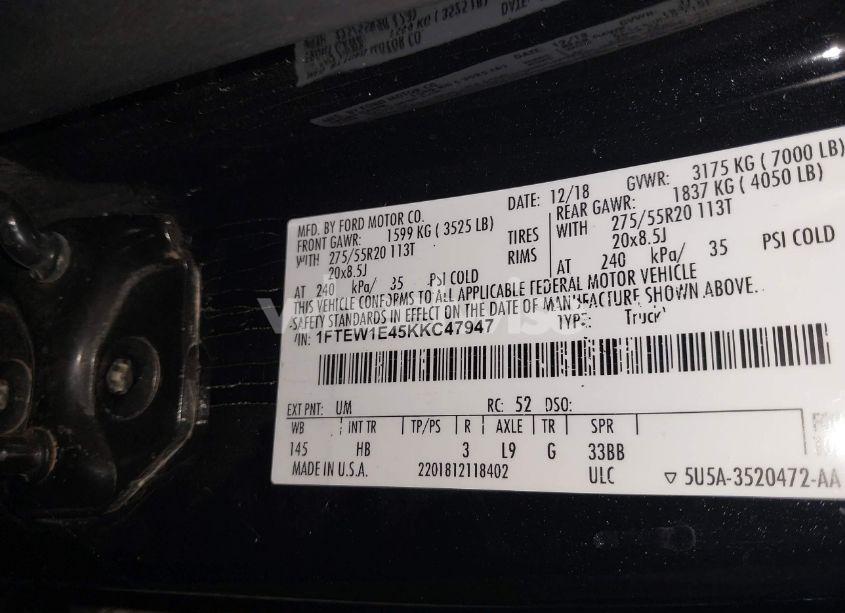 MFD. BY FORD MOTOR CO.
DATE: 12/18
GVWR: 3175 KG ( 7000 LB)
FRONT GAWR: 1599 KG ( 3525 LB)
REAR GAWR: 1837 KG ( 4050 LB)
WITH 275/55R20 113T
TIRES
WITH 275/55R20 113T
20x8.5J
RIMS
20x8.5J
AT 240 kPa/ 35 PSI COLD
AT 240 kPa/ 35 PSI COLD
THIS VEHICLE CONFORMS TO ALL APPLICABLE FEDERAL MOTOR VEHICLE
SAFETY STANDARDS IN EFFECT ON THE DATE OF MANUFACTURE SHOWN ABOVE.
VIN: 1FTEW1E45KKC47947
TYPE: Truck
EXT PNT: UM RC: 52 DSO:
WB INT TR TP/PS R AXLE TR SPR
145 HB 3 L9 G 33BB
MADE IN U.S.A. 2201812118402 ULC ▽ 5U5A-3520472-AA